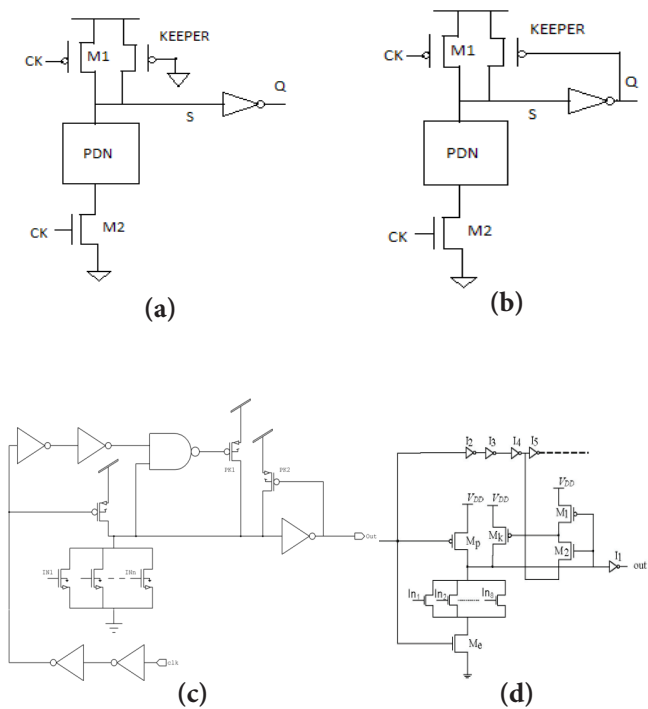 KEEPER
CK
M1
Q
S
PDN
CK
M2
(a)
KEEPER
CK
M1
Q
S
PDN
CK
M2
(b)
PK1
PK2
Out
IN1
INn
clk
(c)
I2
I3
I4
I5
VDD
VDD
VDD
M1
Mk
Mp
M2
I1
out
In1
In2
In8
Me
(d)